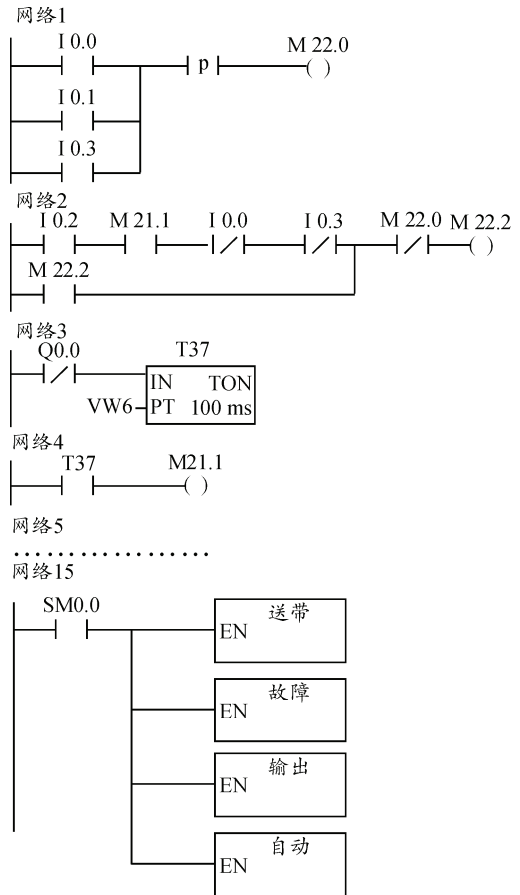 网络1
I 0.0
p
M 22.0
( )
I 0.1
I 0.3
网络2
I 0.2 M 21.1 I 0.0 I 0.3 M 22.0 M 22.2
( )
M 22.2
网络3
Q0.0
T37
IN TON
VW6 PT 100 ms
网络4
T37 M21.1
( )
网络5
………………
网络15
SM0.0
送带
EN
故障
EN
输出
EN
自动
EN